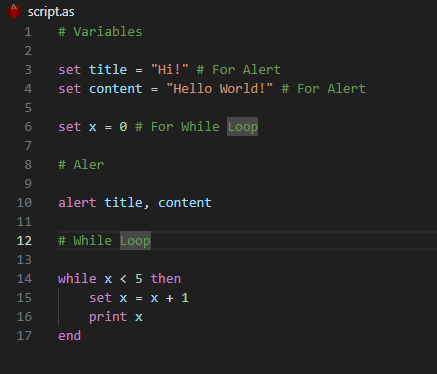 script.as
1 # Variables
2
3 set title = "Hi!" # For Alert
4 set content = "Hello World!" # For Alert
5
6 set x = 0 # For While Loop
7
8 # Aler
9
10 alert title, content
11
12 # While Loop
13
14 while x < 5 then
15     set x = x + 1
16     print x
17 end